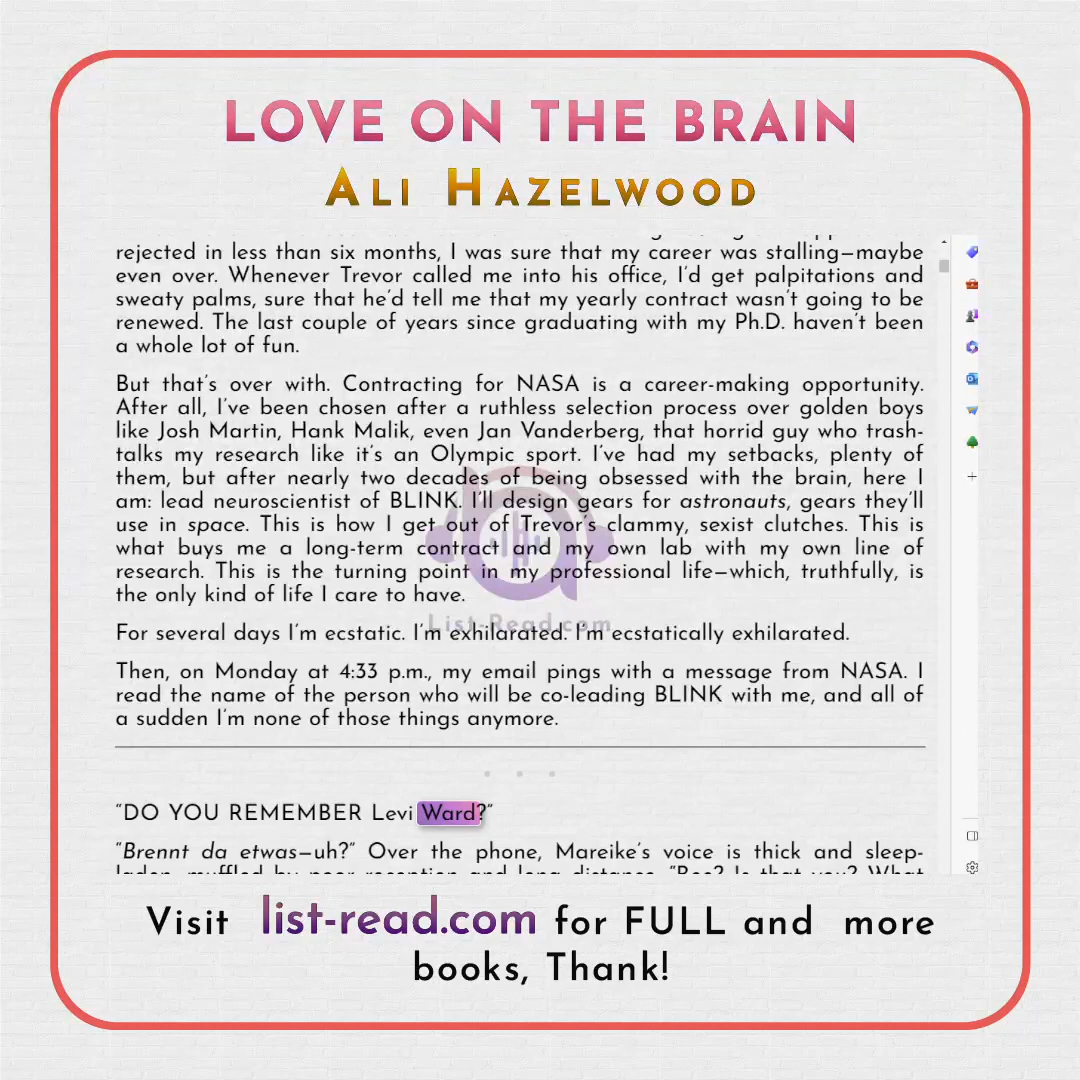 LOVE ON THE BRAIN
ALI HAZELWOOD
rejected in less than six months, I was sure that my career was stalling—maybe
even over. Whenever Trevor called me into his office, I'd get palpitations and
sweaty palms, sure that he'd tell me that my yearly contract wasn't going to be
renewed. The last couple of years since graduating with my Ph.D. haven't been
a whole lot of fun.
But that's over with. Contracting for NASA is a career-making opportunity.
After all, I've been chosen after a ruthless selection process over golden boys
like Josh Martin, Hank Malik, even Jan Vanderberg, that horrid guy who trash-
talks my research like it's an Olympic sport. I've had my setbacks, plenty of
them, but after nearly two decades of being obsessed with the brain, here I
am: lead neuroscientist of BLINK. I'll design gears for astronauts, gears they'll
use in space. This is how I get out of Trevor's clammy, sexist clutches. This is
what buys me a long-term contract and my own lab with my own line of
research. This is the turning point in my professional life—which, truthfully, is
the only kind of life I care to have.
List-Read.com
For several days I'm ecstatic. I'm exhilarated. I'm ecstatically exhilarated.
Then, on Monday at 4:33 p.m., my email pings with a message from NASA. I
read the name of the person who will be co-leading BLINK with me, and all of
a sudden I'm none of those things anymore.
"DO YOU REMEMBER Levi Ward?"
"Brennt da etwas—uh?" Over the phone, Mareike's voice is thick and sleep-
laden, muffled by poor reception and long distance. "Bee? Is that you? What
Visit list-read.com for FULL and more
books, Thank!